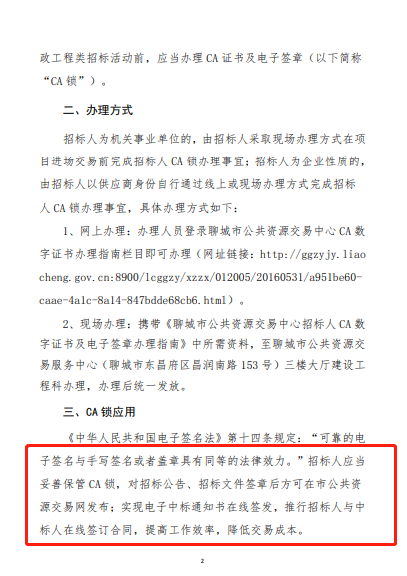 政工程类招标活动前，应当办理 CA 证书及电子签章（以下简称
“CA 锁”）。
二、办理方式
招标人为机关事业单位的，由招标人采取现场办理方式在项
目进场交易前完成招标人 CA 锁办理事宜；招标人为企业性质的，
由招标人以供应商身份自行通过线上或现场办理方式完成招标
人 CA 锁办理事宜，具体办理方式如下：
1、网上办理：办理人员登录聊城市公共资源交易中心 CA 数
字证书办理指南栏目即可办理（网址链接：http://ggzyjy.liao
cheng.gov.cn:8900/lcggzy/xzzx/012005/20160531/a951be60-
caae-4a1c-8a14-847bdde68cb6.html）。
2、现场办理：携带《聊城市公共资源交易中心招标人 CA 数
字证书及电子签章办理指南》中所需资料，至聊城市公共资源交
易服务中心（聊城市东昌府区昌润南路 153 号）三楼大厅建设工
程科办理，办理后统一发放。
三、CA 锁应用
《中华人民共和国电子签名法》第十四条规定：“可靠的电
子签名与手写签名或者盖章具有同等的法律效力。”招标人应当
妥善保管 CA 锁，对招标公告、招标文件签章后方可在市公共资
源交易网发布；实现电子中标通知书在线签发，推行招标人与中
标人在线签订合同，提高工作效率，降低交易成本。
2